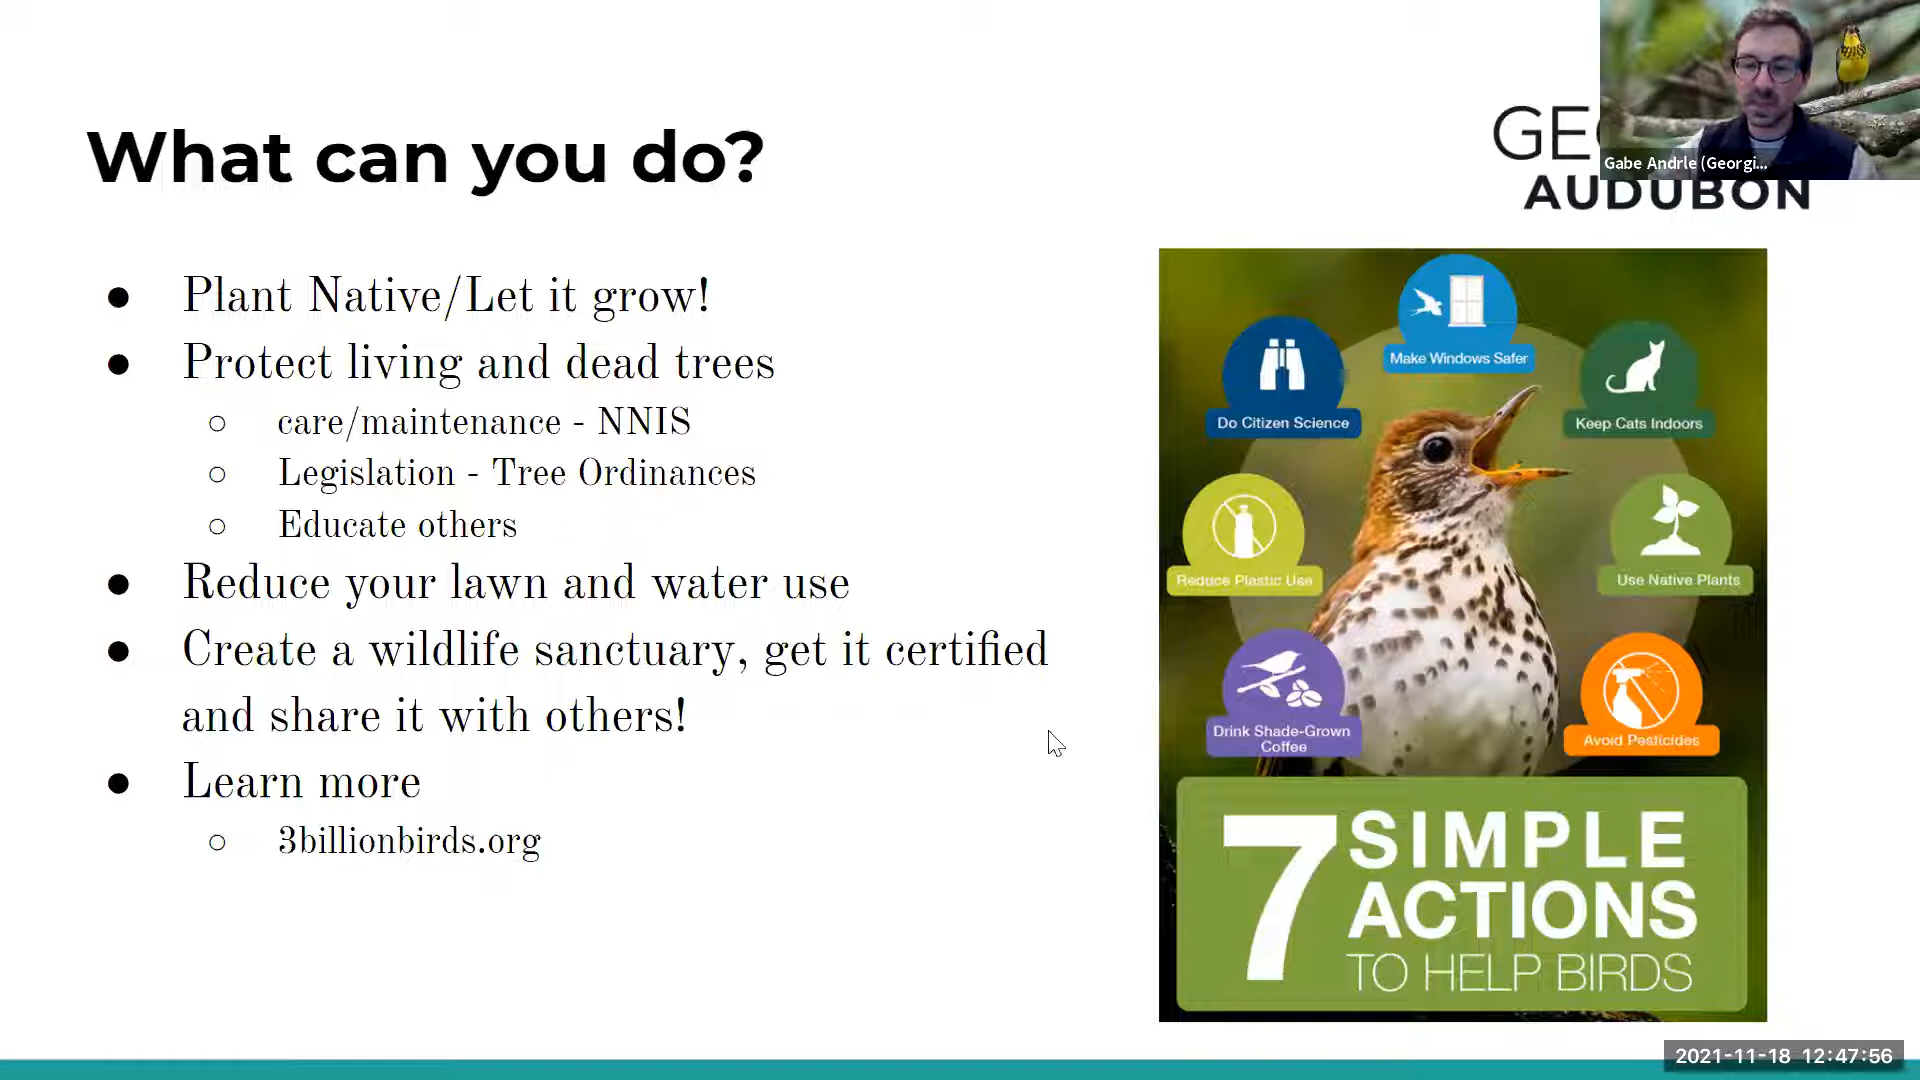 What can you do?
GE
AUDUBON
Gabe Andrle (Georgi...
● Plant Native/Let it grow!
● Protect living and dead trees
○ care/maintenance - NNIS
○ Legislation - Tree Ordinances
○ Educate others
● Reduce your lawn and water use
● Create a wildlife sanctuary, get it certified
and share it with others!
● Learn more
○ 3billionbirds.org
Make Windows Safer
Do Citizen Science
Keep Cats Indoors
Reduce Plastic Use
Use Native Plants
Drink Shade-Grown
Coffee
Avoid Pesticides
7 SIMPLE
ACTIONS
TO HELP BIRDS
2021-11-18 12:47:56